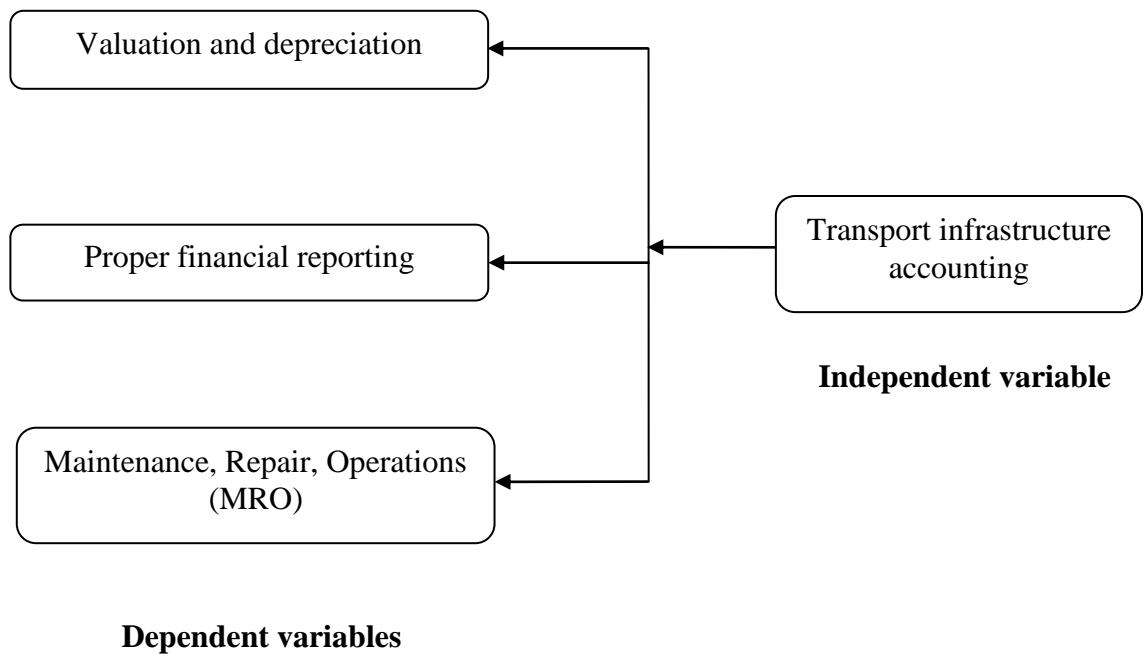 Valuation and depreciation
Proper financial reporting
Transport infrastructure
accounting
Independent variable
Maintenance, Repair, Operations
(MRO)
Dependent variables